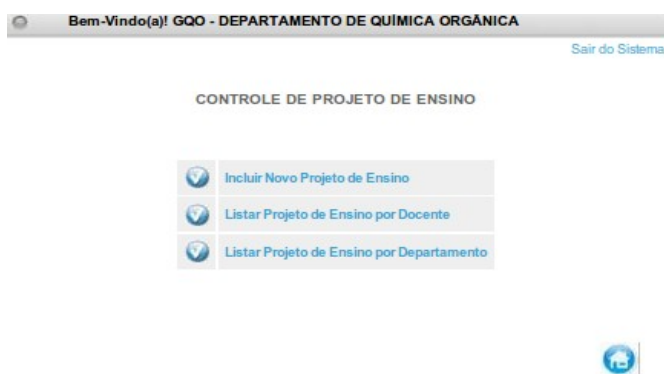 Bem-Vindo(a)! GQO - DEPARTAMENTO DE QUÍMICA ORGÂNICA
Sair do Sistema
CONTROLE DE PROJETO DE ENSINO
Incluir Novo Projeto de Ensino
Listar Projeto de Ensino por Docente
Listar Projeto de Ensino por Departamento